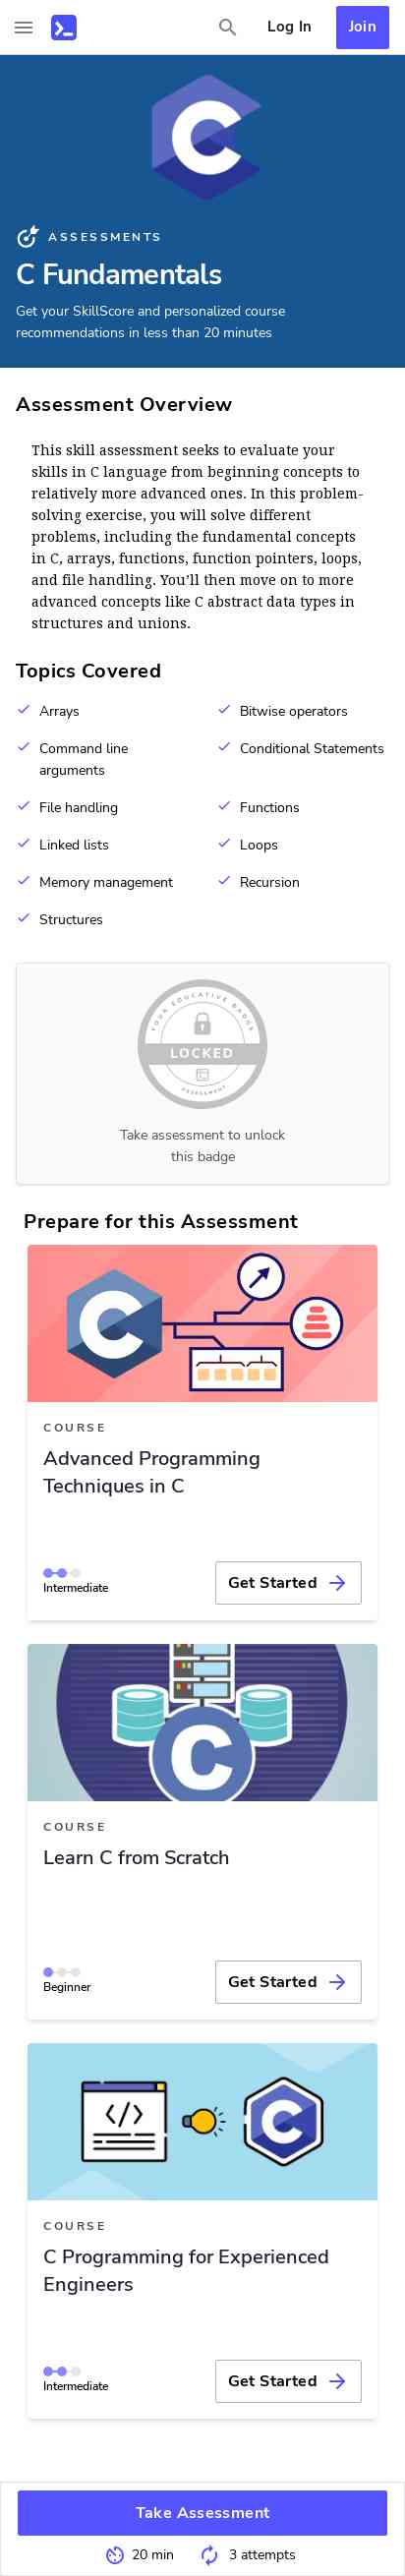 Log In
Join
ASSESSMENTS
C Fundamentals
Get your SkillScore and personalized course
recommendations in less than 20 minutes
Assessment Overview
This skill assessment seeks to evaluate your
skills in C language from beginning concepts to
relatively more advanced ones. In this problem-
solving exercise, you will solve different
problems, including the fundamental concepts
in C, arrays, functions, function pointers, loops,
and file handling. You’ll then move on to more
advanced concepts like C abstract data types in
structures and unions.
Topics Covered
Arrays
Bitwise operators
Command line
arguments
Conditional Statements
File handling
Functions
Linked lists
Loops
Memory management
Recursion
Structures
YOUR EDUCATIVE BADGE
LOCKED
ASSESSMENT
Take assessment to unlock
this badge
Prepare for this Assessment
COURSE
Advanced Programming
Techniques in C
Intermediate
Get Started
COURSE
Learn C from Scratch
Beginner
Get Started
COURSE
C Programming for Experienced
Engineers
Intermediate
Get Started
Take Assessment
20 min
3 attempts